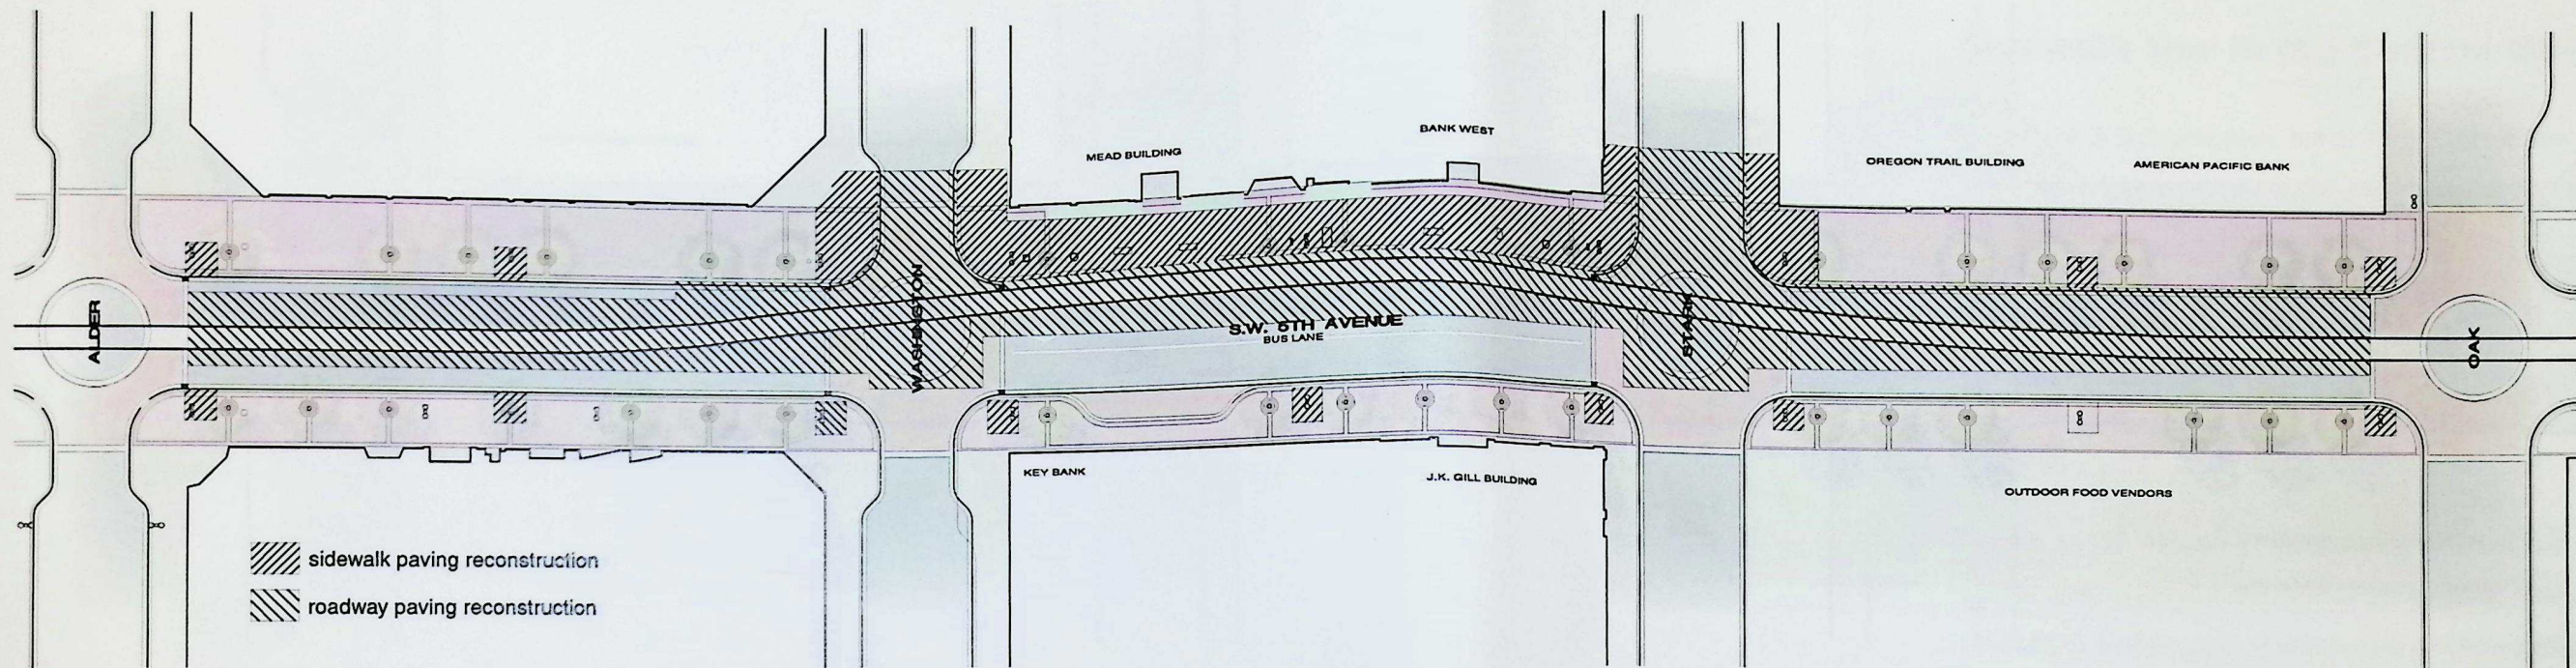 BANK WEST
MEAD BUILDING
OREGON TRAIL BUILDING
AMERICAN PACIFIC BANK
ALDER
WASHINGTON
S.W. 5TH AVENUE
BUS LANE
STARK
OAK
KEY BANK
J.K. GILL BUILDING
OUTDOOR FOOD VENDORS
sidewalk paving reconstruction
roadway paving reconstruction